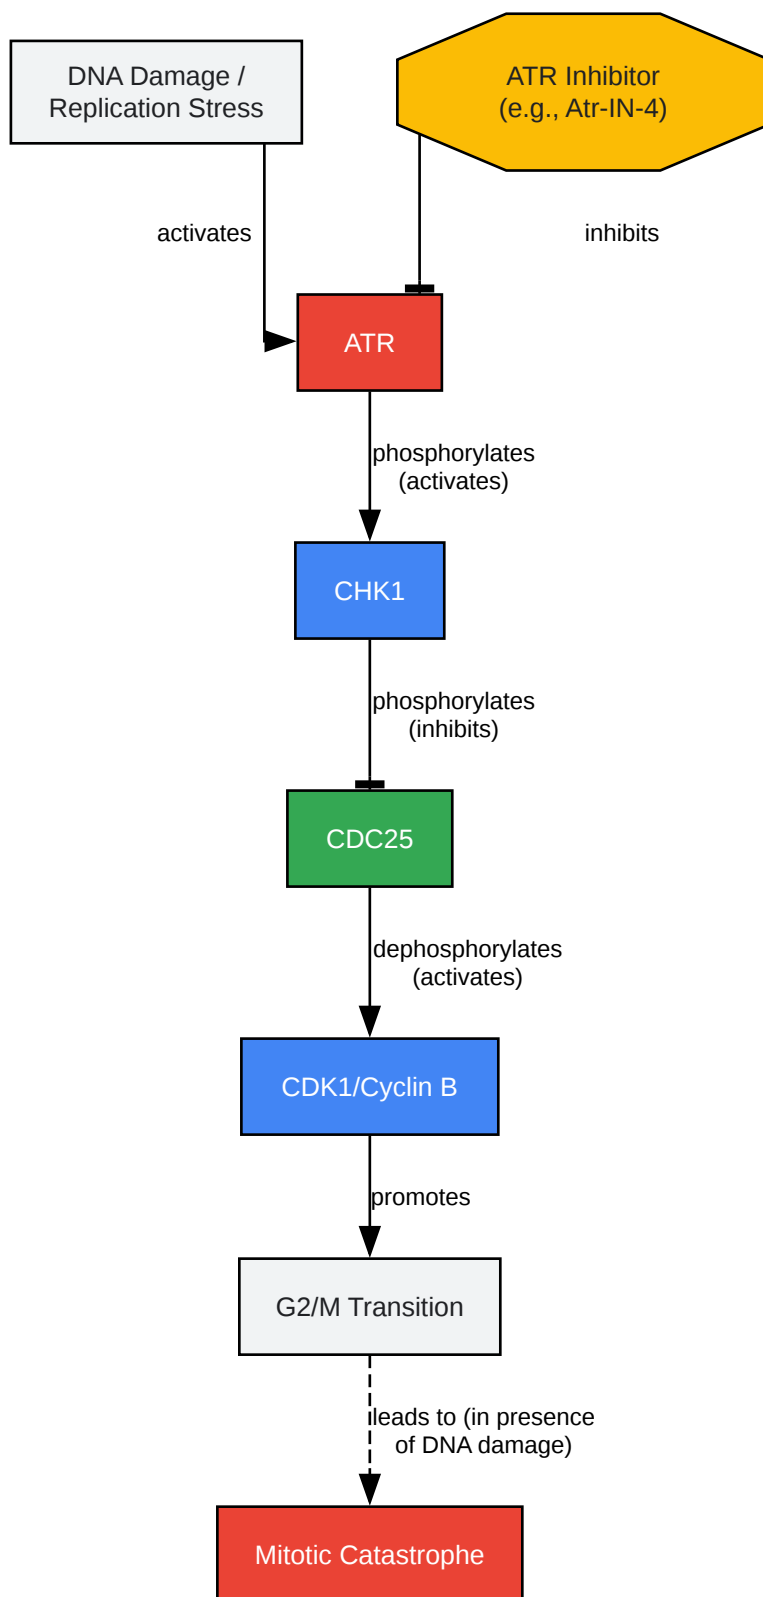 DNA Damage /
Replication Stress
ATR Inhibitor
(e.g., Atr-IN-4)
activates
inhibits
ATR
phosphorylates
(activates)
CHK1
phosphorylates
(inhibits)
CDC25
dephosphorylates
(activates)
CDK1/Cyclin B
promotes
G2/M Transition
leads to (in presence
of DNA damage)
Mitotic Catastrophe